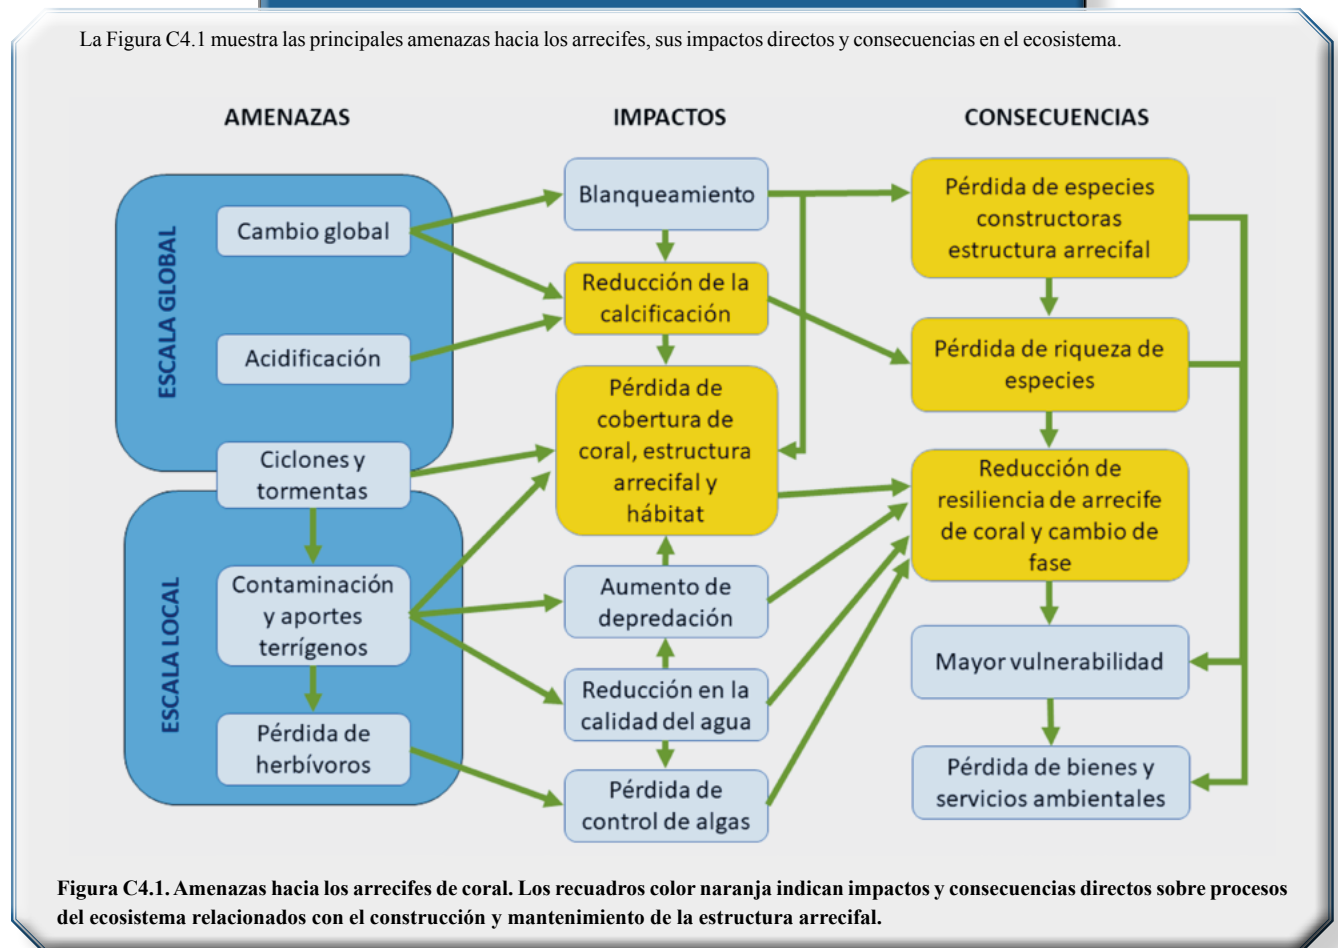 La Figura C4.1 muestra las principales amenazas hacia los arrecifes, sus impactos directos y consecuencias en el ecosistema.
AMENAZAS
IMPACTOS
CONSECUENCIAS
ESCALA GLOBAL
Cambio global
Acidificación
Ciclones y
tormentas
ESCALA LOCAL
Contaminación
y aportes
terrígenos
Pérdida de
herbívoros
Blanqueamiento
Reducción de la
calcificación
Pérdida de
cobertura de
coral, estructura
arrecifal y
hábitat
Aumento de
depredación
Reducción en la
calidad del agua
Pérdida de
control de algas
Pérdida de especies
constructoras
estructura arrecifal
Pérdida de riqueza de
especies
Reducción de
resiliencia de arrecife
de coral y cambio de
fase
Mayor vulnerabilidad
Pérdida de bienes y
servicios ambientales
Figura C4.1. Amenazas hacia los arrecifes de coral. Los recuadros color naranja indican impactos y consecuencias directos sobre procesos
del ecosistema relacionados con el construcción y mantenimiento de la estructura arrecifal.